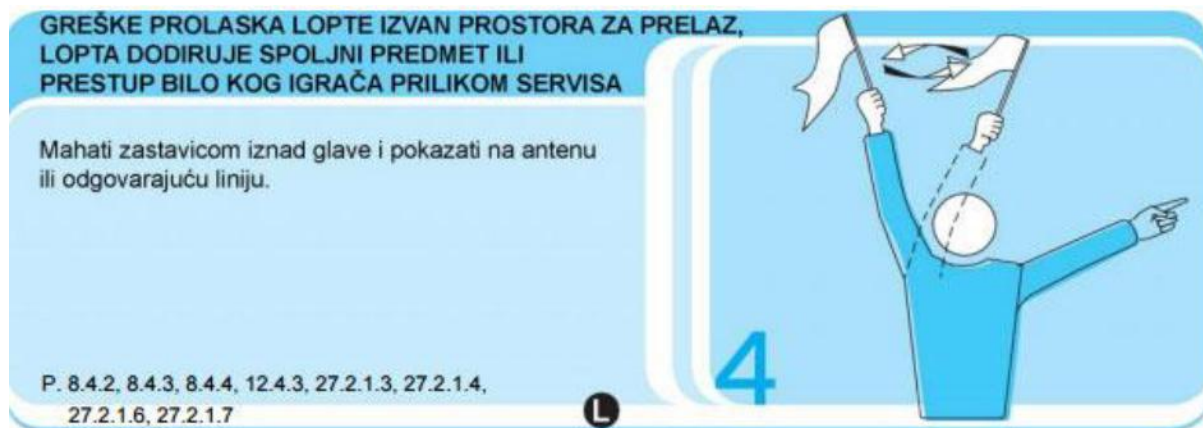 GREŠKE PROLASKA LOPTE IZVAN PROSTORA ZA PRELAZ,
LOPTA DODIRUJE SPOLJNI PREDMET ILI
PRESTUP BILO KOG IGRAČA PRILIKOM SERVISA
Mahati zastavicom iznad glave i pokazati na antenu
ili odgovarajuću liniju.
P. 8.4.2, 8.4.3, 8.4.4, 12.4.3, 27.2.1.3, 27.2.1.4,
27.2.1.6, 27.2.1.7
L
4